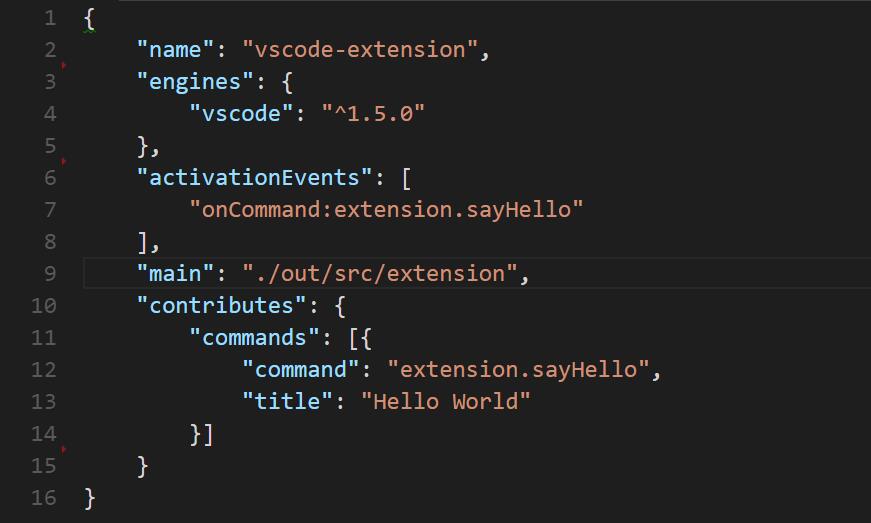 1 {
2     "name": "vscode-extension",
3     "engines": {
4         "vscode": "^1.5.0"
5     },
6     "activationEvents": [
7         "onCommand:extension.sayHello"
8     ],
9     "main": "./out/src/extension",
10     "contributes": {
11         "commands": [{
12             "command": "extension.sayHello",
13             "title": "Hello World"
14         }]
15     }
16 }